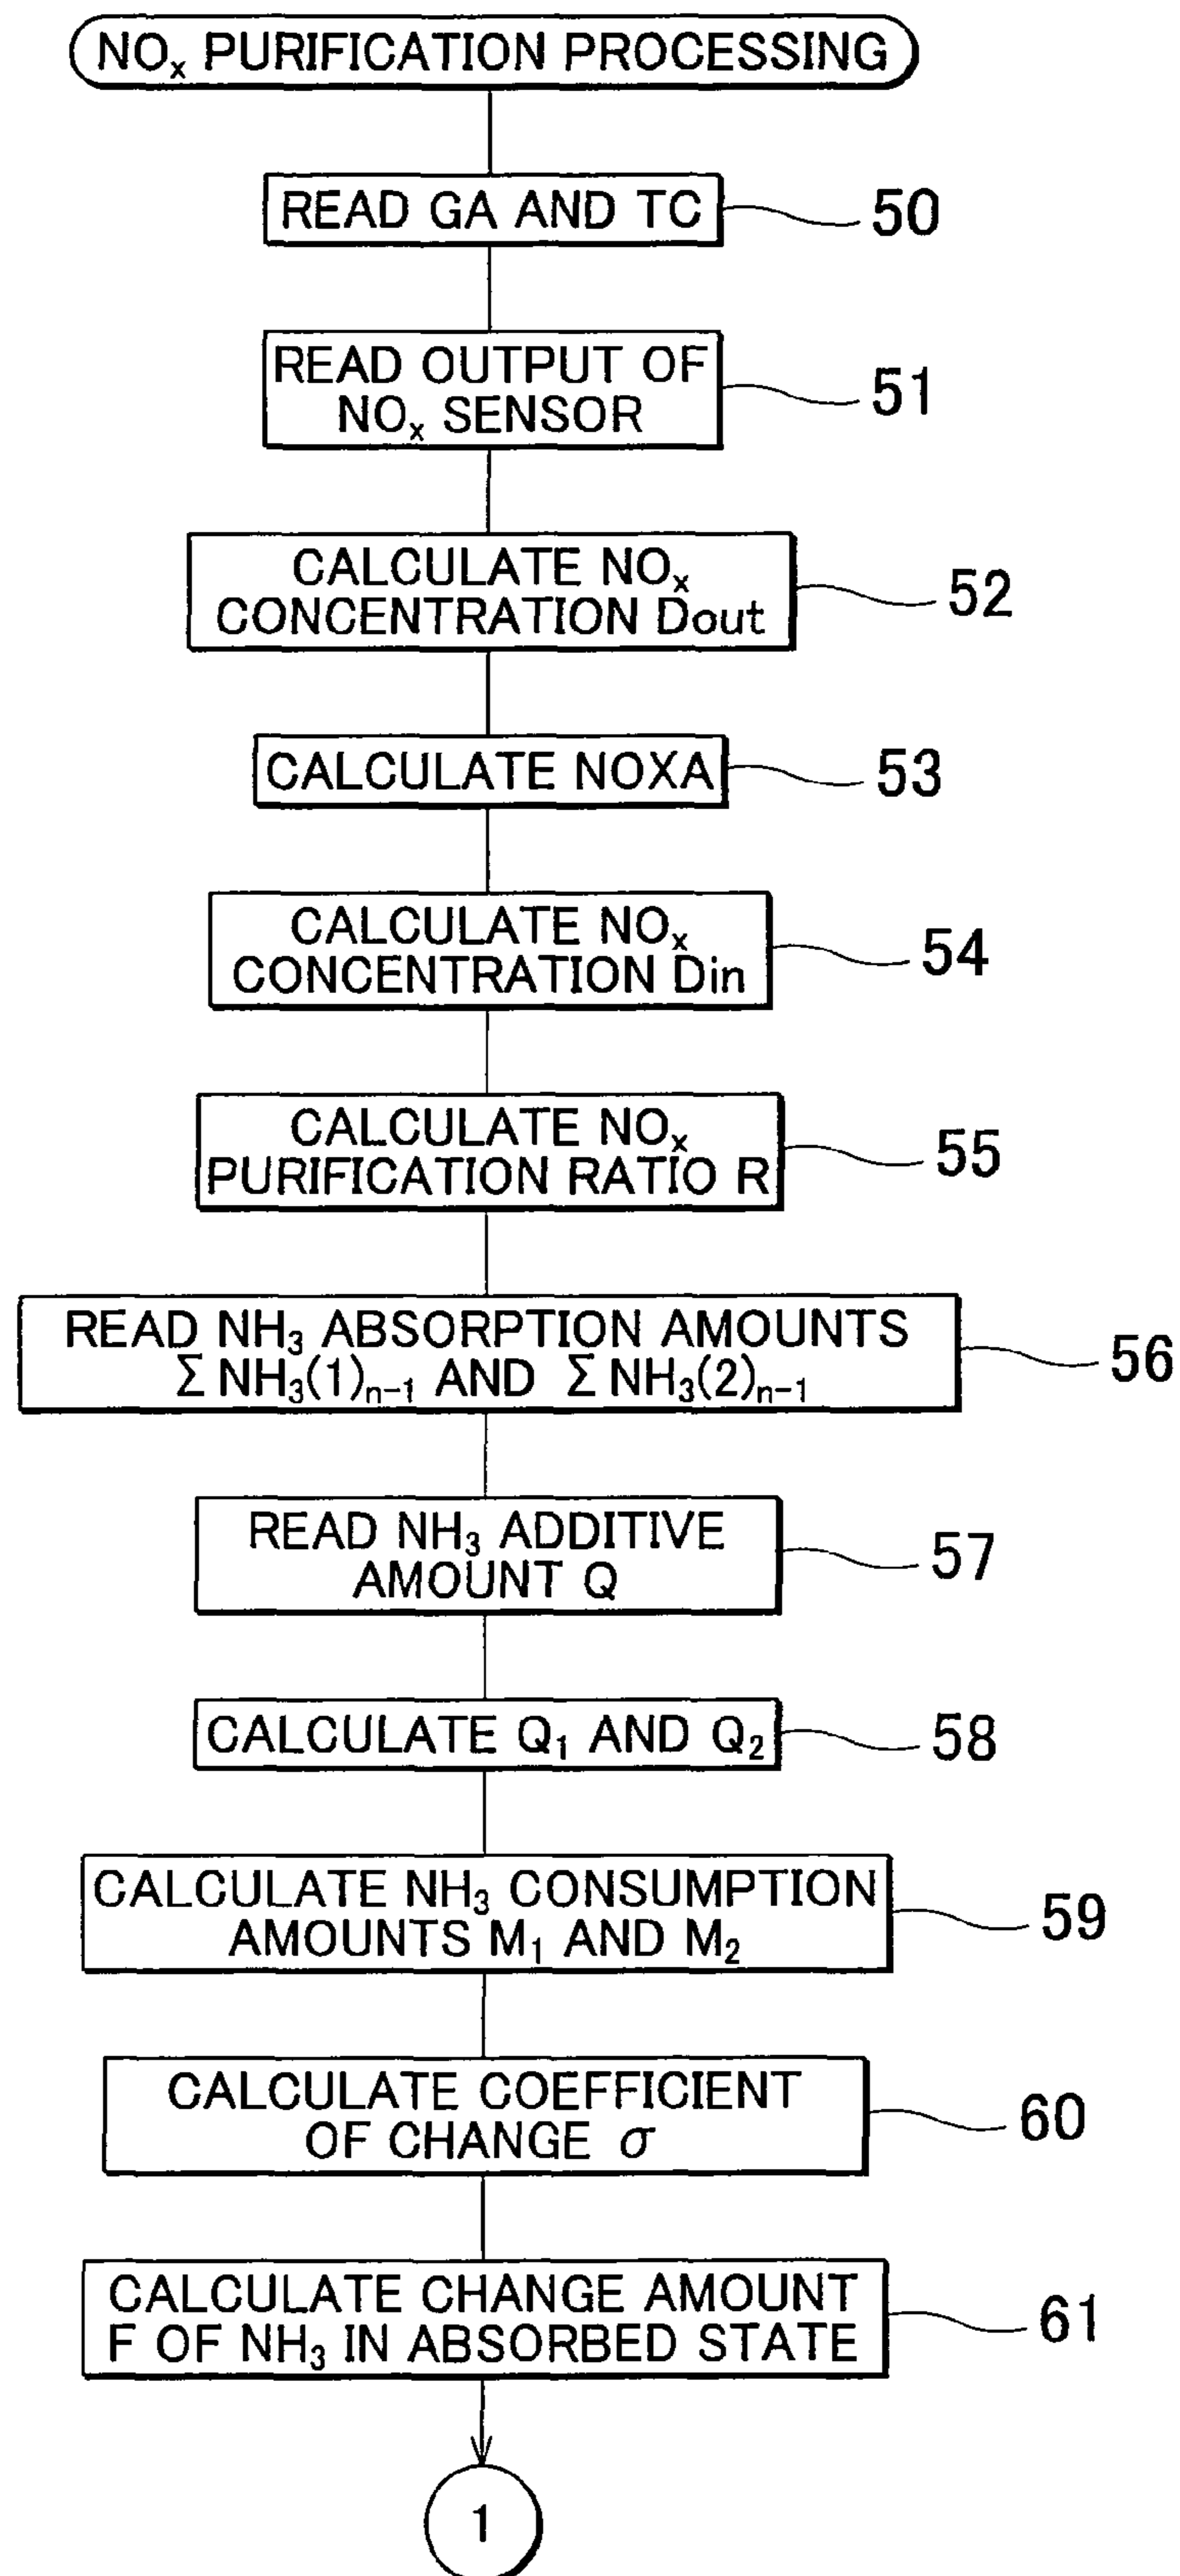 NOx PURIFICATION PROCESSING
READ GA AND TC
50
READ OUTPUT OF
NOx SENSOR
51
CALCULATE NOx
CONCENTRATION Dout
52
CALCULATE NOXA
53
CALCULATE NOx
CONCENTRATION Din
54
CALCULATE NOx
PURIFICATION RATIO R
55
READ NH₃ ABSORPTION AMOUNTS
Σ NH₃(1)ₙ₋₁ AND Σ NH₃(2)ₙ₋₁
56
READ NH₃ ADDITIVE
AMOUNT Q
57
CALCULATE Q₁ AND Q₂
58
CALCULATE NH₃ CONSUMPTION
AMOUNTS M₁ AND M₂
59
CALCULATE COEFFICIENT
OF CHANGE σ
60
CALCULATE CHANGE AMOUNT
F OF NH₃ IN ABSORBED STATE
61
1